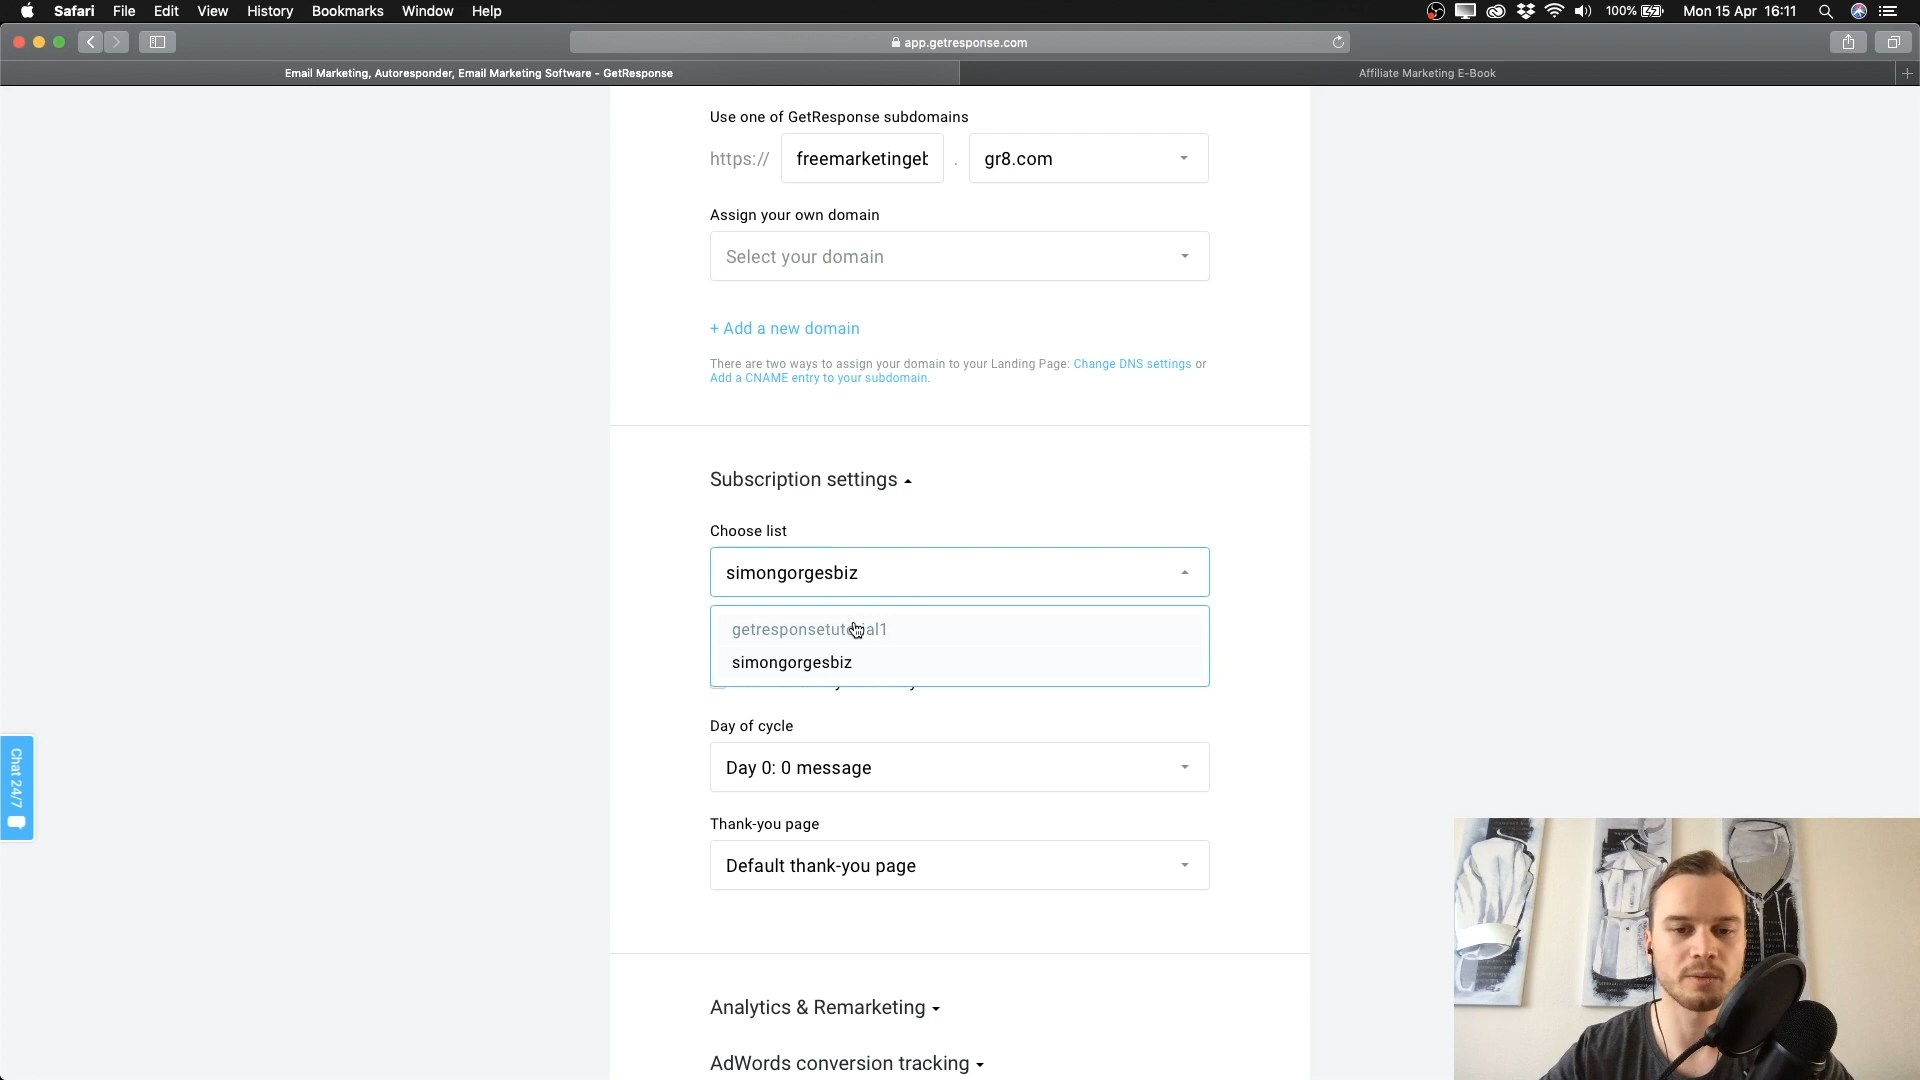 Safari File Edit View History Bookmarks Window Help
100% Mon 15 Apr 16:11
app.getresponse.com
Email Marketing, Autoresponder, Email Marketing Software - GetResponse
Affiliate Marketing E-Book
Use one of GetResponse subdomains
https:// freemarketingeb . gr8.com
Assign your own domain
Select your domain
+ Add a new domain
There are two ways to assign your domain to your Landing Page: Change DNS settings or
Add a CNAME entry to your subdomain.
Subscription settings
Choose list
simongorgesbiz
getresponsetutorial1
simongorgesbiz
Day of cycle
Day 0: 0 message
Chat 24/7
Thank-you page
Default thank-you page
Analytics & Remarketing
AdWords conversion tracking